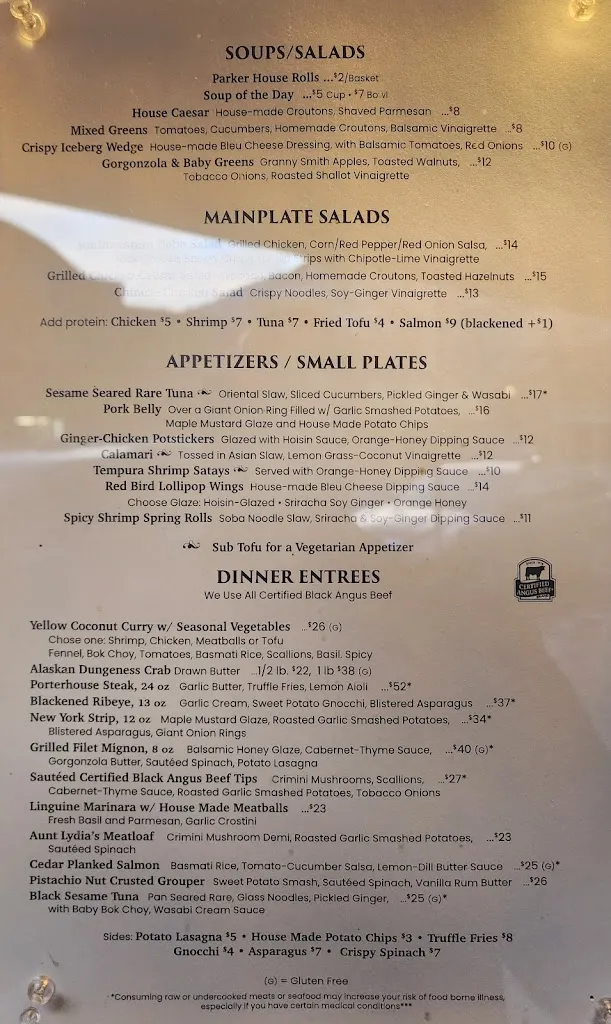 SOUPS/SALADS
Parker House Rolls ...$2/Basket
Soup of the Day ...$5 Cup • $7 Bowl
House Caesar House-made Croutons, Shaved Parmesan ...$8
Mixed Greens Tomatoes, Cucumbers, Homemade Croutons, Balsamic Vinaigrette ...$8
Crispy Iceberg Wedge House-made Bleu Cheese Dressing, with Balsamic Tomatoes, Red Onions ...$10 (G)
Gorgonzola & Baby Greens Granny Smith Apples, Toasted Walnuts, ...$12
Tobacco Onions, Roasted Shallot Vinaigrette
MAINPLATE SALADS
Salad Grilled Chicken, Corn/Red Pepper/Red Onion Salsa, ...$14
Strips with Chipotle-Lime Vinaigrette
Grilled Bacon, Homemade Croutons, Toasted Hazelnuts ...$15
Salad Crispy Noodles, Soy-Ginger Vinaigrette ...$13
Add protein: Chicken $5 • Shrimp $7 • Tuna $7 • Fried Tofu $4 • Salmon $9 (blackened +$1)
APPETIZERS / SMALL PLATES
Sesame Seared Rare Tuna Oriental Slaw, Sliced Cucumbers, Pickled Ginger & Wasabi ...$17*
Pork Belly Over a Giant Onion Ring Filled w/ Garlic Smashed Potatoes, ...$16
Maple Mustard Glaze and House Made Potato Chips
Ginger-Chicken Potstickers Glazed with Hoisin Sauce, Orange-Honey Dipping Sauce ...$12
Calamari Tossed in Asian Slaw, Lemon Grass-Coconut Vinaigrette ...$12
Tempura Shrimp Satays Served with Orange-Honey Dipping Sauce ...$10
Red Bird Lollipop Wings House-made Bleu Cheese Dipping Sauce ...$14
Choose Glaze: Hoisin-Glazed • Sriracha Soy Ginger • Orange Honey
Spicy Shrimp Spring Rolls Soba Noodle Slaw, Sriracha & Soy-Ginger Dipping Sauce ...$11
Sub Tofu for a Vegetarian Appetizer
DINNER ENTREES
We Use All Certified Black Angus Beef
CERTIFIED
ANGUS BEEF
Yellow Coconut Curry w/ Seasonal Vegetables ...$26 (G)
Chose one: Shrimp, Chicken, Meatballs or Tofu
Fennel, Bok Choy, Tomatoes, Basmati Rice, Scallions, Basil. Spicy
Alaskan Dungeness Crab Drawn Butter ...1/2 lb. $22, 1 lb $38 (G)
Porterhouse Steak, 24 oz Garlic Butter, Truffle Fries, Lemon Aioli ...$52*
Blackened Ribeye, 13 oz Garlic Cream, Sweet Potato Gnocchi, Blistered Asparagus ...$37*
New York Strip, 12 oz Maple Mustard Glaze, Roasted Garlic Smashed Potatoes, ...$34*
Blistered Asparagus, Giant Onion Rings
Grilled Filet Mignon, 8 oz Balsamic Honey Glaze, Cabernet-Thyme Sauce, ...$40 (G)*
Gorgonzola Butter, Sautéed Spinach, Potato Lasagna
Sautéed Certified Black Angus Beef Tips Crimini Mushrooms, Scallions, ...$27*
Cabernet-Thyme Sauce, Roasted Garlic Smashed Potatoes, Tobacco Onions
Linguine Marinara w/ House Made Meatballs ...$23
Fresh Basil and Parmesan, Garlic Crostini
Aunt Lydia's Meatloaf Crimini Mushroom Demi, Roasted Garlic Smashed Potatoes, ...$23
Sautéed Spinach
Cedar Planked Salmon Basmati Rice, Tomato-Cucumber Salsa, Lemon-Dill Butter Sauce ...$25 (G)*
Pistachio Nut Crusted Grouper Sweet Potato Smash, Sautéed Spinach, Vanilla Rum Butter ...$26
Black Sesame Tuna Pan Seared Rare, Glass Noodles, Pickled Ginger, ...$25 (G)*
with Baby Bok Choy, Wasabi Cream Sauce
Sides: Potato Lasagna $5 • House Made Potato Chips $3 • Truffle Fries $8
Gnocchi $4 • Asparagus $7 • Crispy Spinach $7
(G) = Gluten Free
*Consuming raw or undercooked meats or seafood may increase your risk of food borne illness,
especially if you have certain medical conditions***